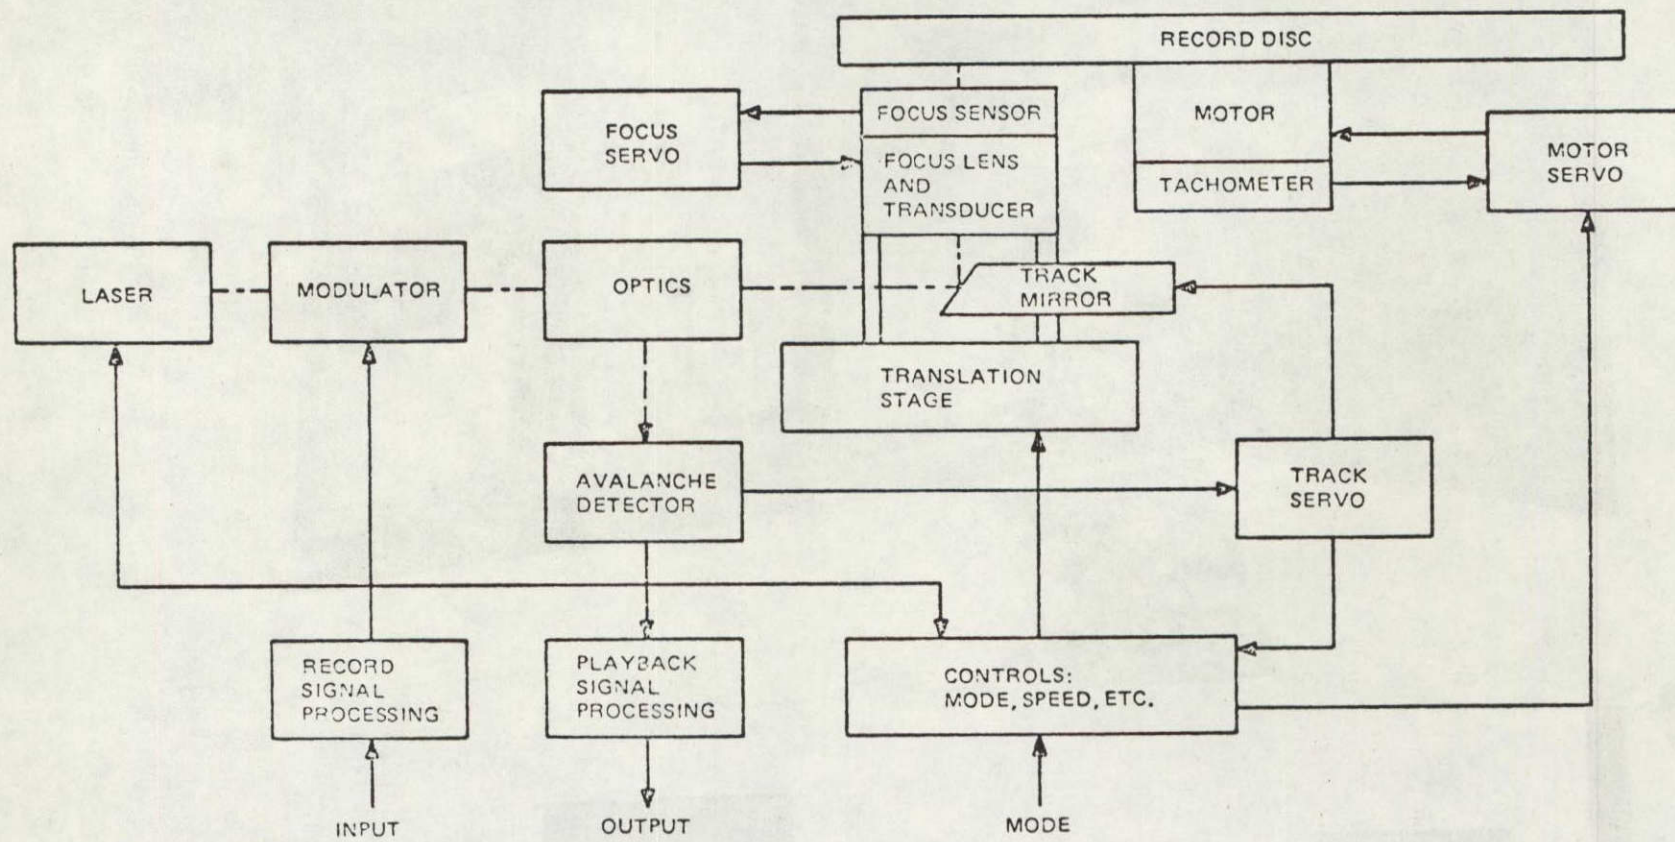 RECORD DISC
FOCUS
SERVO
FOCUS SENSOR
FOCUS LENS
AND
TRANSDUCER
MOTOR
TACHOMETER
MOTOR
SERVO
LASER
MODULATOR
OPTICS
TRACK
MIRROR
TRANSLATION
STAGE
AVALANCHE
DETECTOR
TRACK
SERVO
RECORD
SIGNAL
PROCESSING
PLAYBACK
SIGNAL
PROCESSING
CONTROLS:
MODE, SPEED, ETC.
INPUT
OUTPUT
MODE